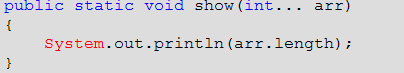 public static void show(int... arr)
{
    System.out.println(arr.length);
}